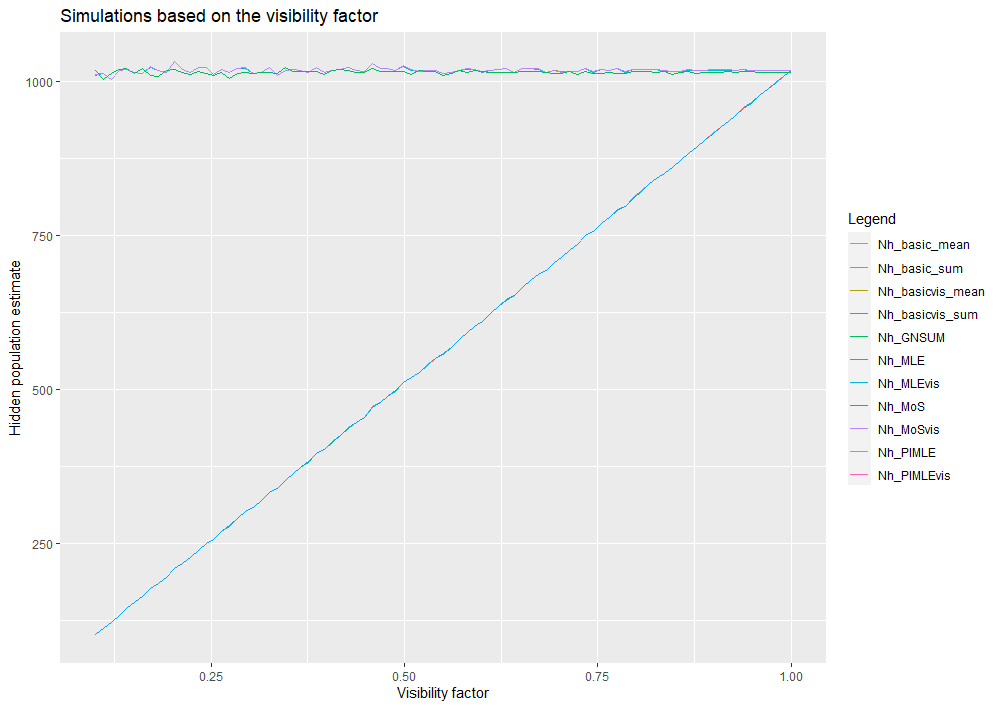 Simulations based on the visibility factor
Hidden population estimate
1000
750
500
250
0.25
0.50
0.75
1.00
Visibility factor
Legend
Nh_basic_mean
Nh_basic_sum
Nh_basicvis_mean
Nh_basicvis_sum
Nh_GNSUM
Nh_MLE
Nh_MLEvis
Nh_MoS
Nh_MoSvis
Nh_PIMLE
Nh_PIMLEvis